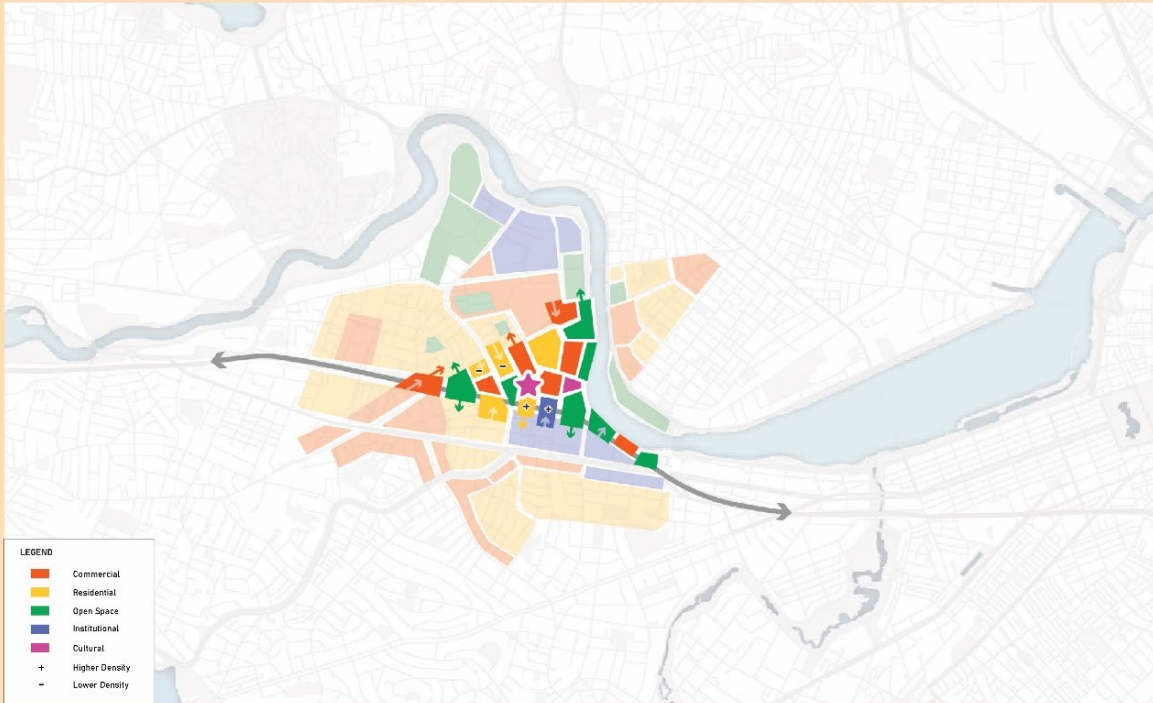 LEGEND
Commercial
Residential
Open Space
Institutional
Cultural
+ Higher Density
- Lower Density